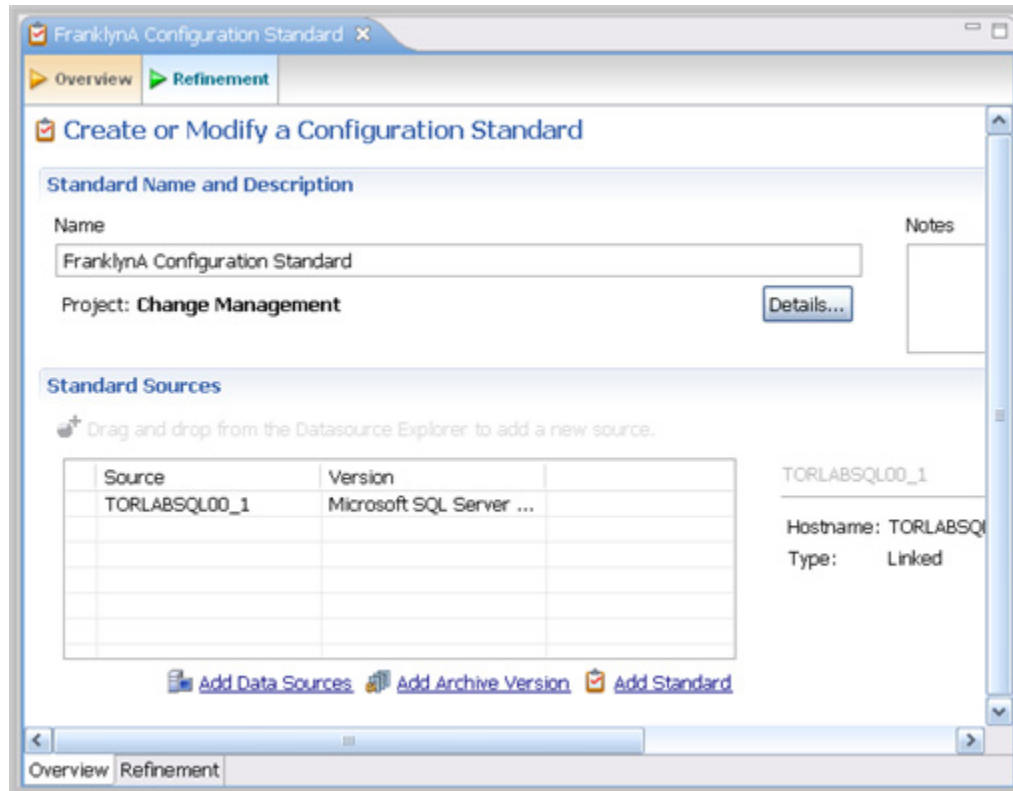 FranklynA Configuration Standard
Overview Refinement
Create or Modify a Configuration Standard
Standard Name and Description
Name
Notes
FranklynA Configuration Standard
Project: Change Management
Details...
Standard Sources
Drag and drop from the Datasource Explorer to add a new source.
Source Version
TORLABSQL00_1 Microsoft SQL Server ...
TORLABSQL00_1
Hostname: TORLABSQ
Type: Linked
Add Data Sources Add Archive Version Add Standard
Overview Refinement